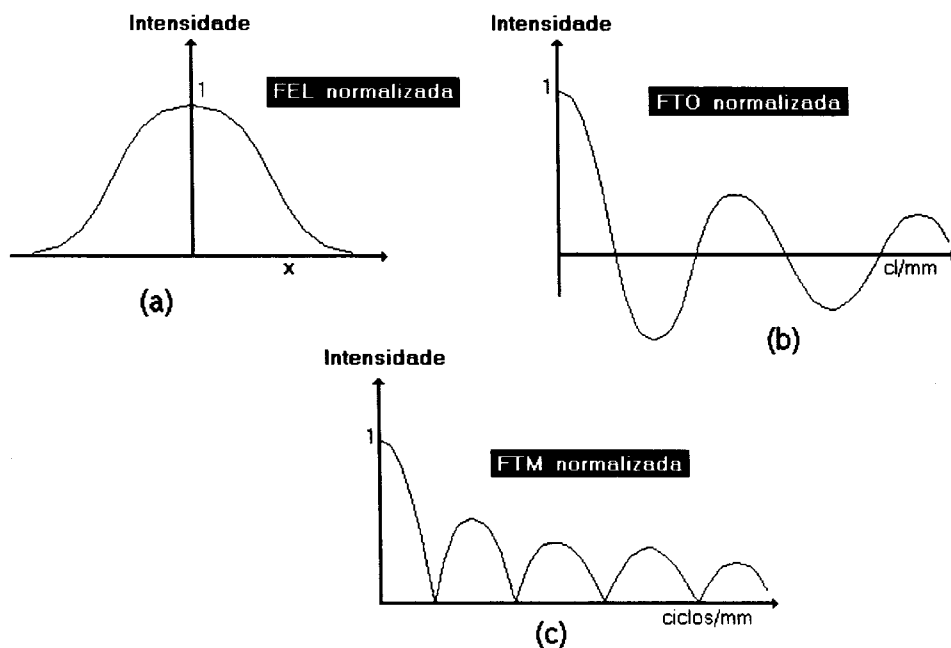 Intensidade
1
FEL normalizada
x
(a)
Intensidade
1
FTO normalizada
cl/mm
(b)
Intensidade
1
FTM normalizada
ciclos/mm
(c)